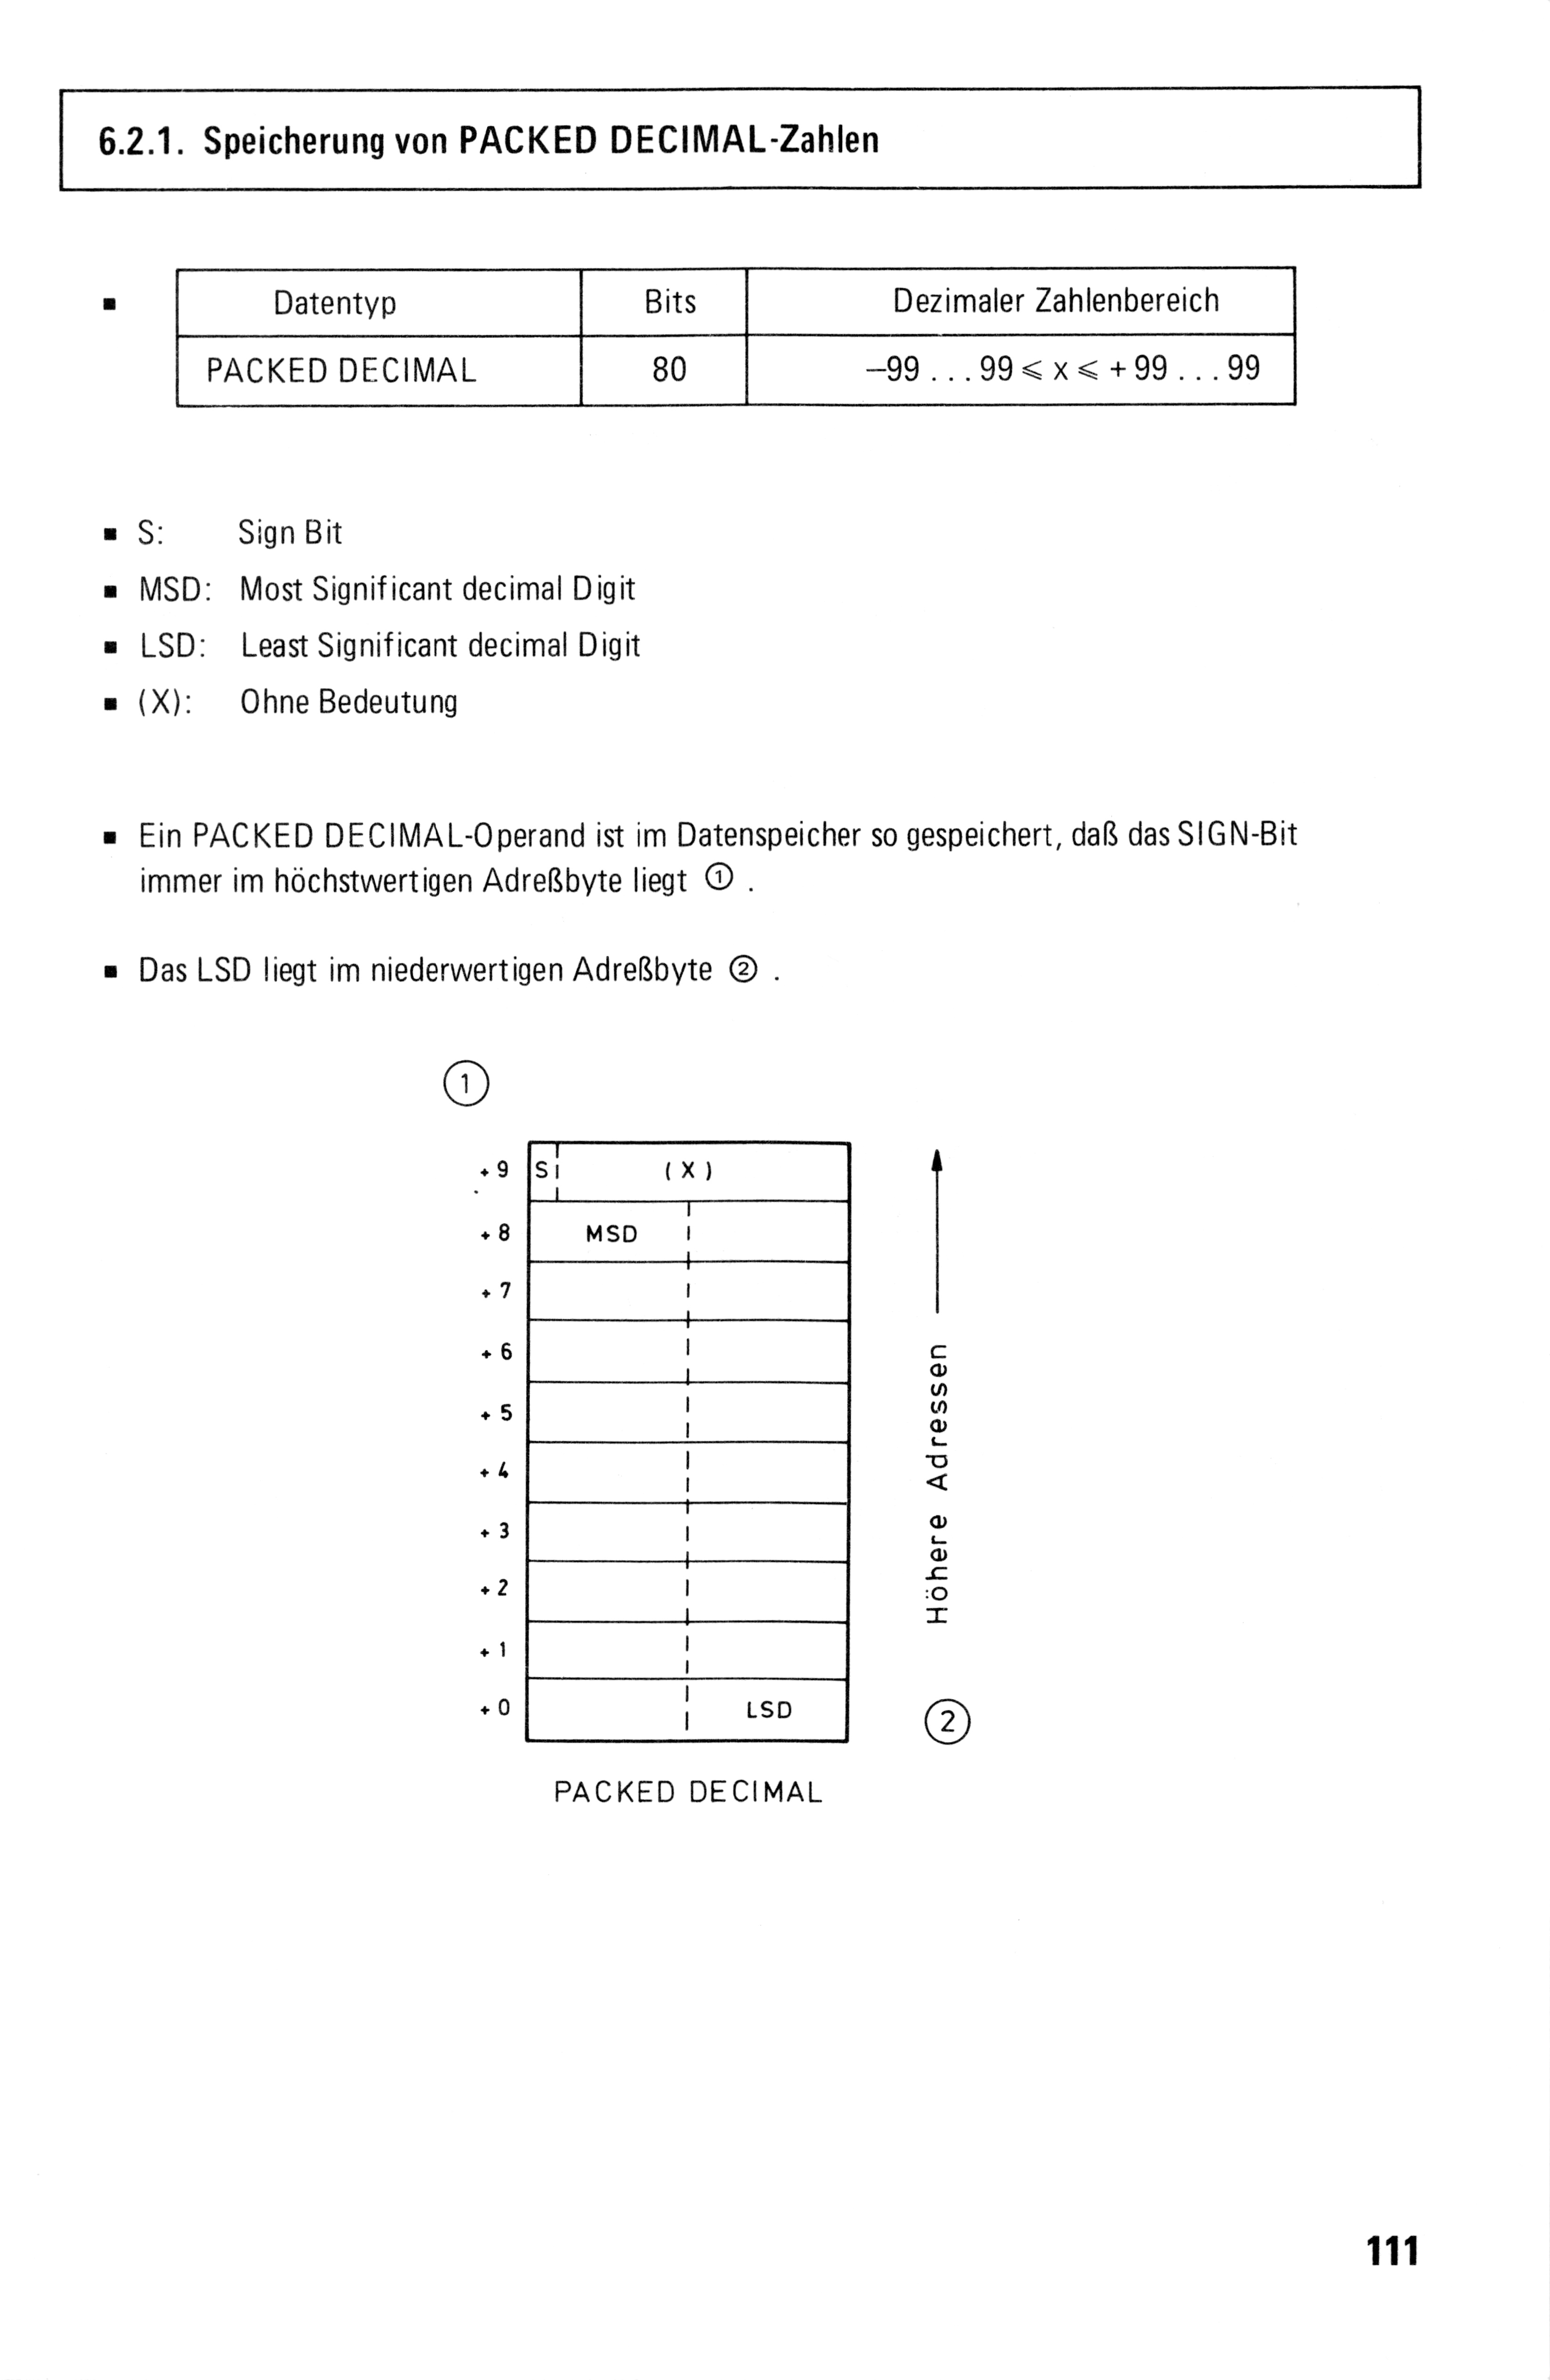 6.2.1. Speicherung von PACKED DECIMAL-Zahlen
Datentyp Bits Dezimaler Zahlenbereich
PACKED DECIMAL 80 –99 . . . 99 ⩽ x ⩽ + 99 . . . 99
S: Sign Bit
MSD: Most Significant decimal Digit
LSD: Least Significant decimal Digit
(X): Ohne Bedeutung
Ein PACKED DECIMAL-Operand ist im Datenspeicher so gespeichert, daß das SIGN-Bit
immer im höchstwertigen Adreßbyte liegt ① .
Das LSD liegt im niederwertigen Adreßbyte ② .
①
+ 9 S (X)
+ 8 MSD
+ 7
+ 6
+ 5
+ 4
+ 3
+ 2
+ 1
+ 0 LSD
Höhere Adressen
②
PACKED DECIMAL
111